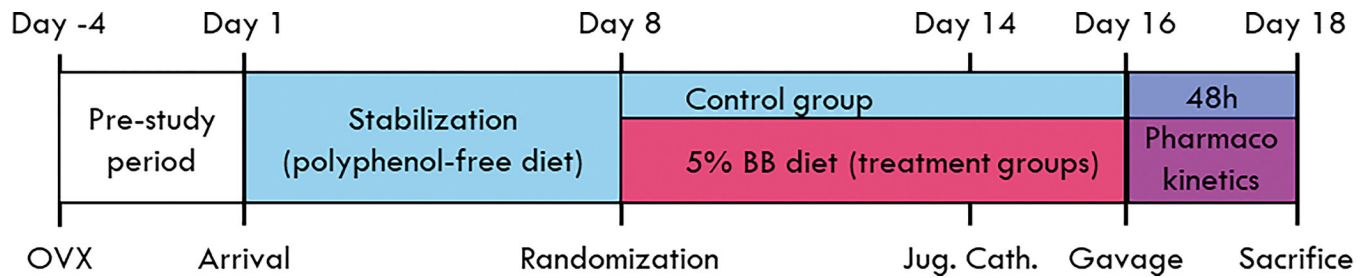 Day -4 Day 1 Day 8 Day 14 Day 16 Day 18
Pre-study
period
Stabilization
(polyphenol-free diet)
Control group
5% BB diet (treatment groups)
48h
Pharmaco
kinetics
OVX Arrival Randomization Jug. Cath. Gavage Sacrifice